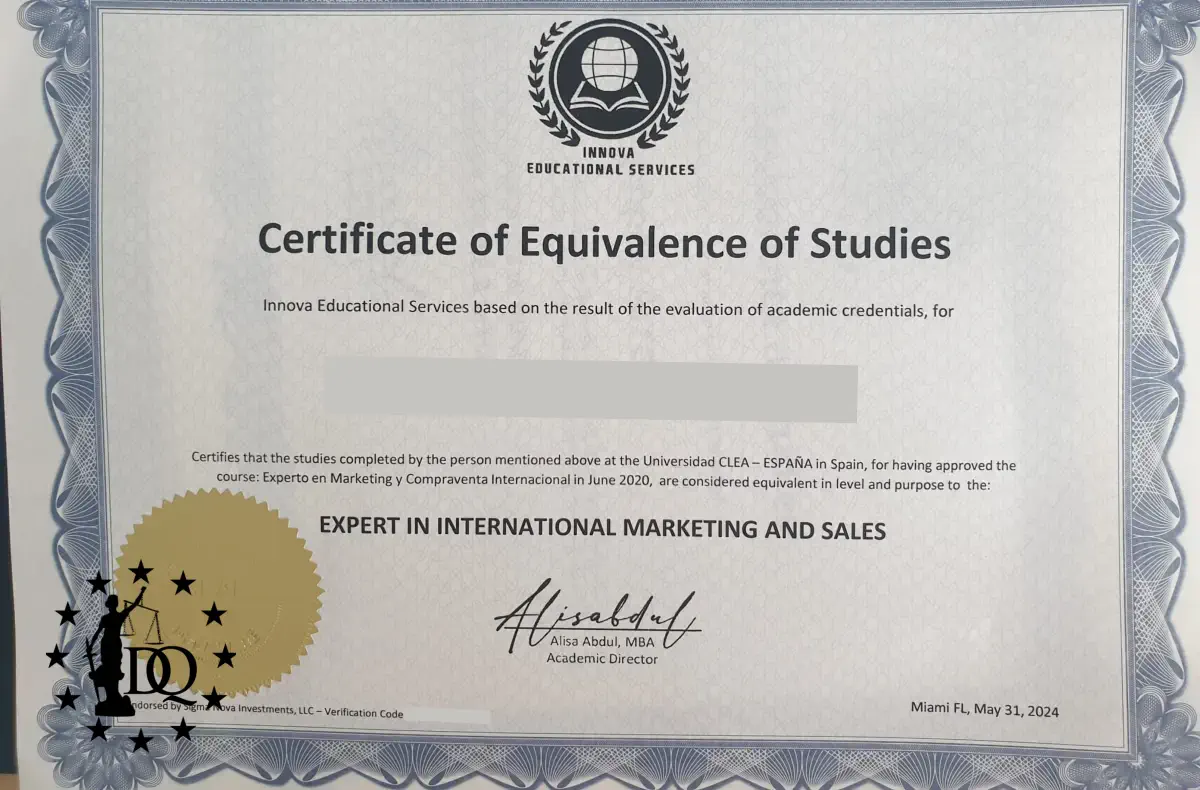 INNOVA
EDUCATIONAL SERVICES
Certificate of Equivalence of Studies
Innova Educational Services based on the result of the evaluation of academic credentials, for
Certifies that the studies completed by the person mentioned above at the Universidad CLEA – ESPAÑA in Spain, for having approved the
course: Experto en Marketing y Compraventa Internacional in June 2020, are considered equivalent in level and purpose to the:
EXPERT IN INTERNATIONAL MARKETING AND SALES
Alisabdul
Alisa Abdul, MBA
Academic Director
DQ
by Investments, LLC – Verification Code
Miami FL, May 31, 2024